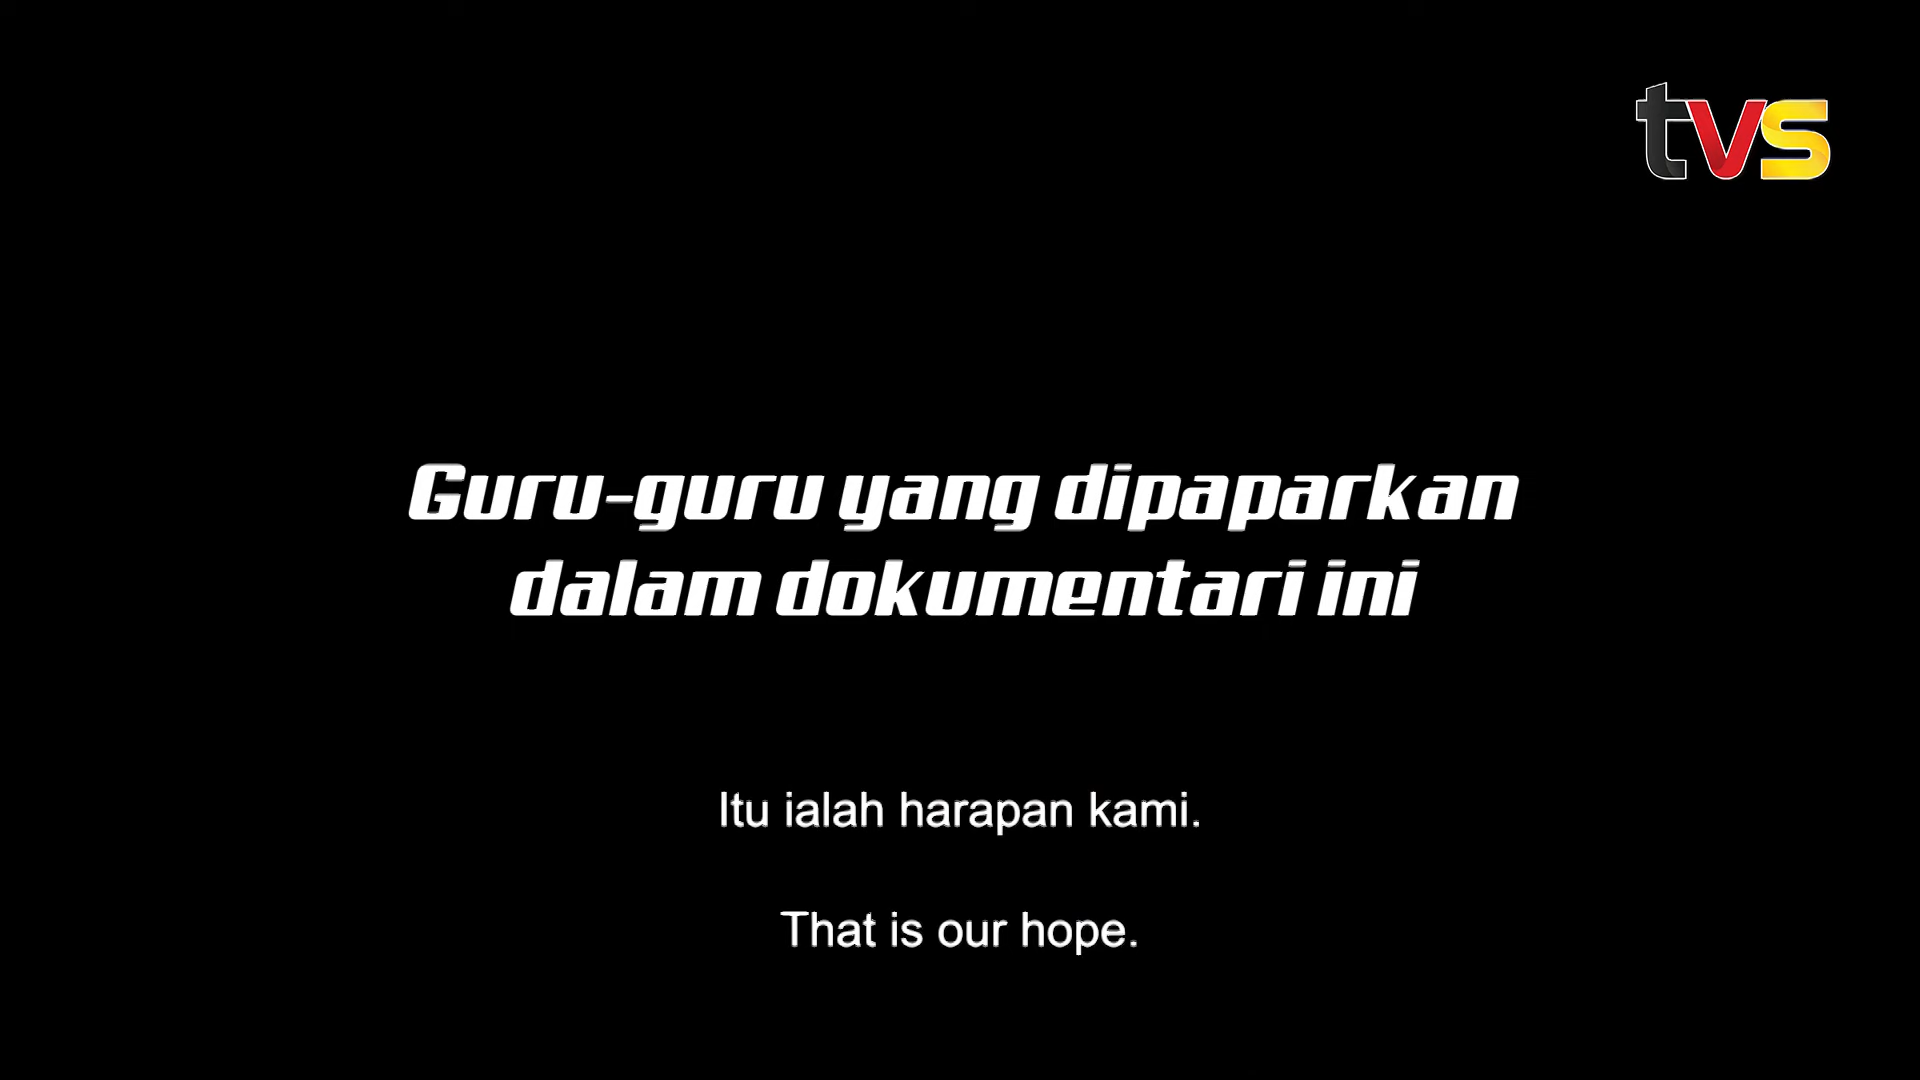 tvs
Guru-guru yang dipaparkan
dalam dokumentari ini
Itu ialah harapan kami.
That is our hope.